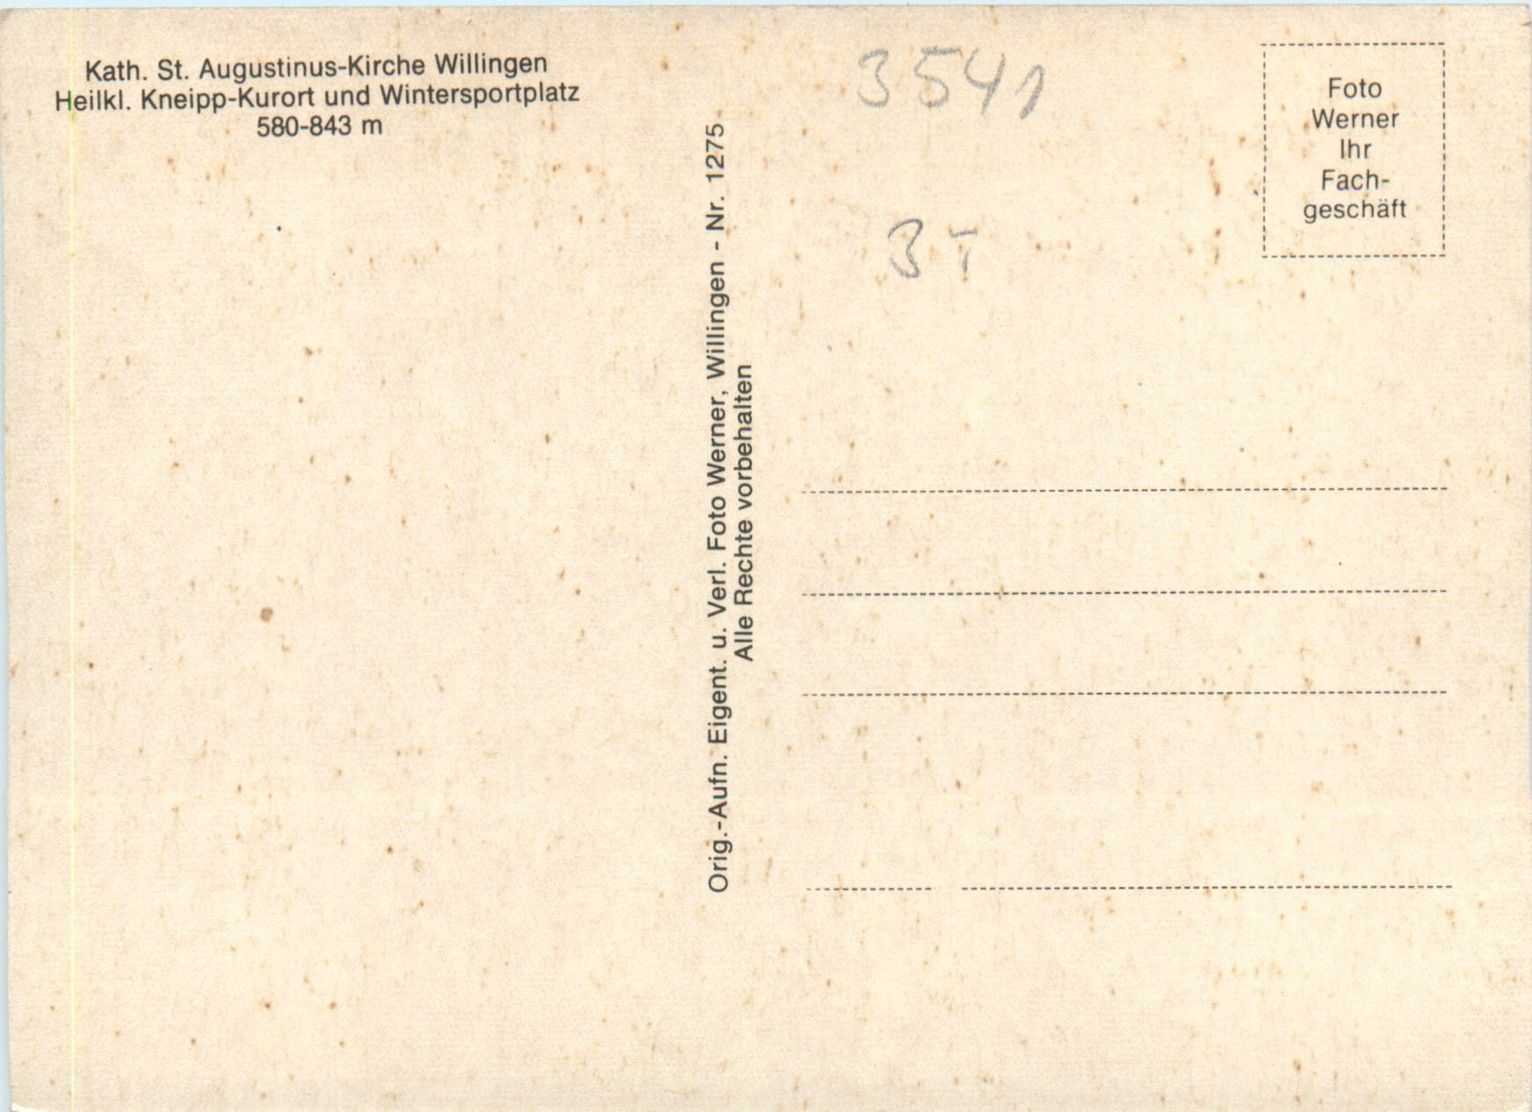 Kath. St. Augustinus-Kirche Willingen
Heilkl. Kneipp-Kurort und Wintersportplatz
580-843 m
Orig.-Aufn. Eigent. u. Verl. Foto Werner, Willingen - Nr. 1275
Alle Rechte vorbehalten
3541
3 T
Foto
Werner
Ihr
Fach-
geschäft